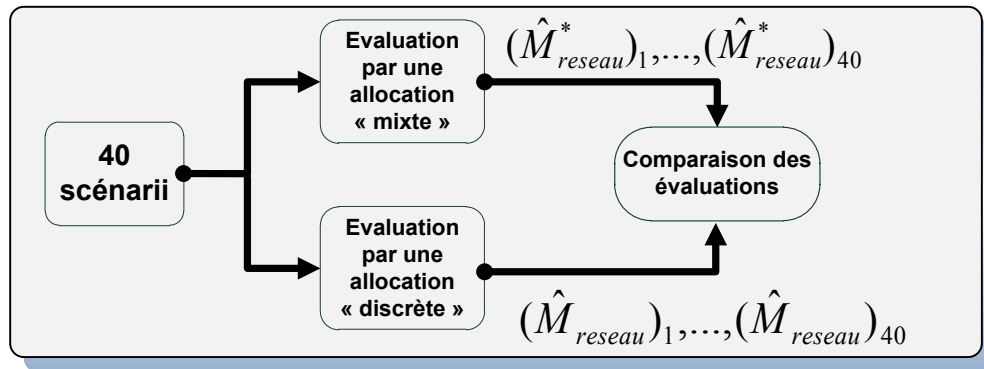 Evaluation
par une
allocation
« mixte »
(M̂*reseau)1,...,(M̂*reseau)40
40
scénarii
Comparaison des
évaluations
Evaluation
par une
allocation
« discrète »
(M̂reseau)1,...,(M̂reseau)40